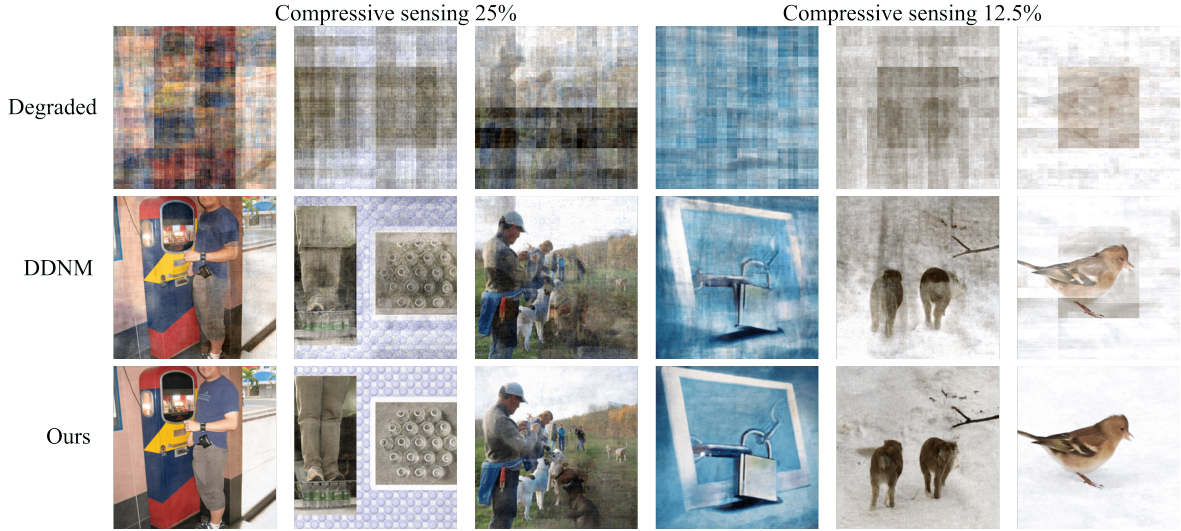 Compressive sensing 25%
Compressive sensing 12.5%
Degraded
DDNM
Ours